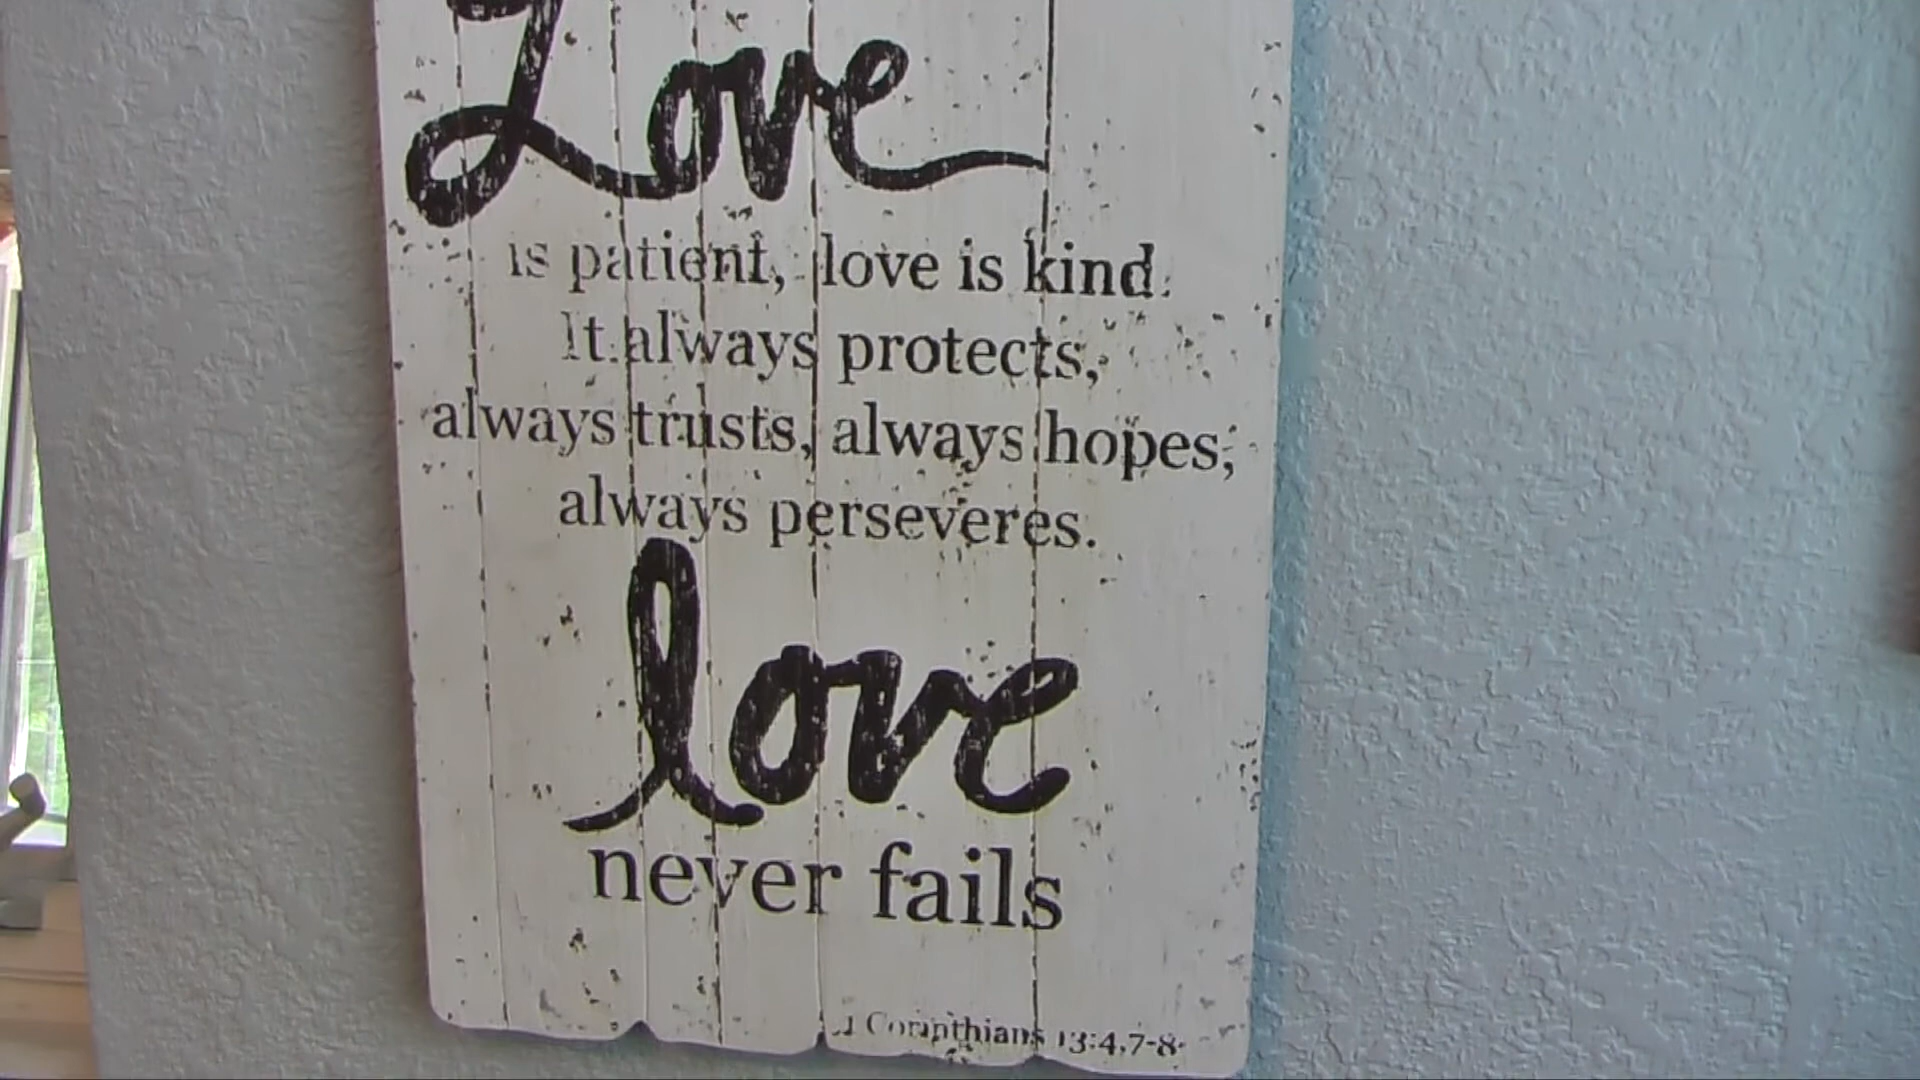 Love
is patient, love is kind.
It always protects,
always trusts, always hopes,
always perseveres.
love
never fails
1 Corinthians 13:4,7-8